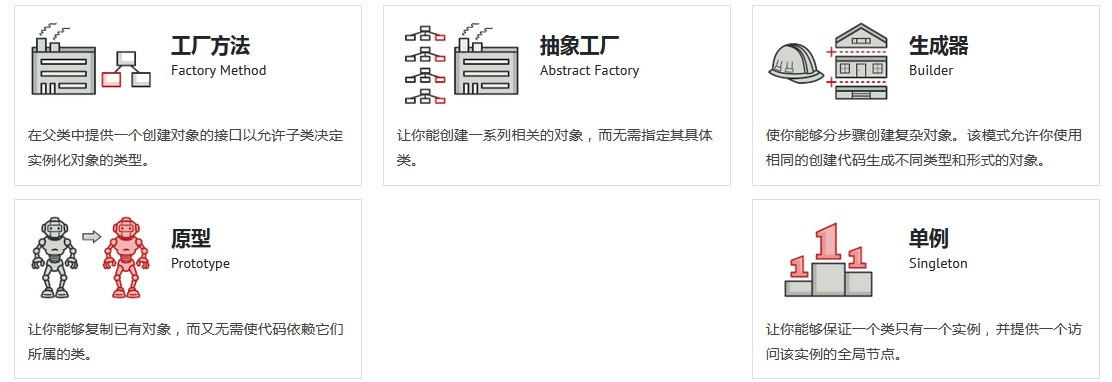 工厂方法
Factory Method
在父类中提供一个创建对象的接口以允许子类决定
实例化对象的类型。
抽象工厂
Abstract Factory
让你能创建一系列相关的对象，而无需指定其具体
类。
生成器
Builder
使你能够分步骤创建复杂对象。该模式允许你使用
相同的创建代码生成不同类型和形式的对象。
原型
Prototype
让你能够复制已有对象，而又无需使代码依赖它们
所属的类。
1
1
1
单例
Singleton
让你能够保证一个类只有一个实例，并提供一个访
问该实例的全局节点。